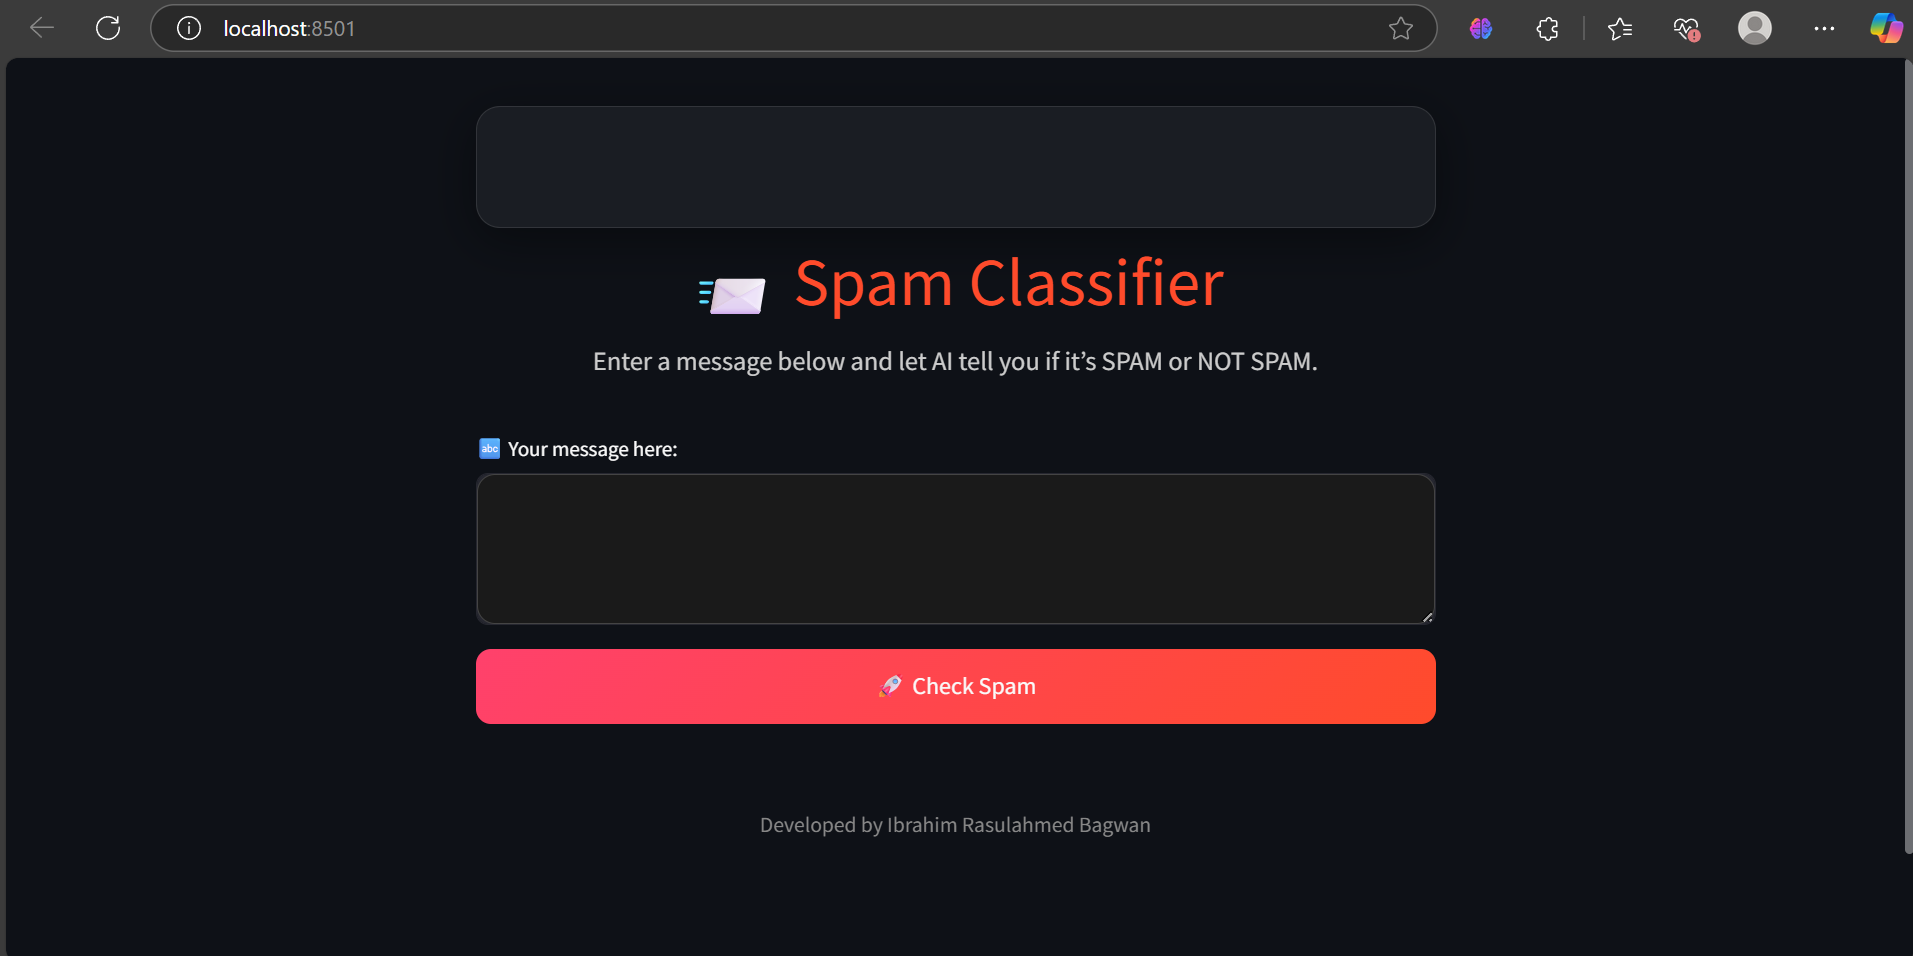 localhost:8501
Spam Classifier
Enter a message below and let AI tell you if it’s SPAM or NOT SPAM.
abc Your message here:
Check Spam
Developed by Ibrahim Rasulahmed Bagwan